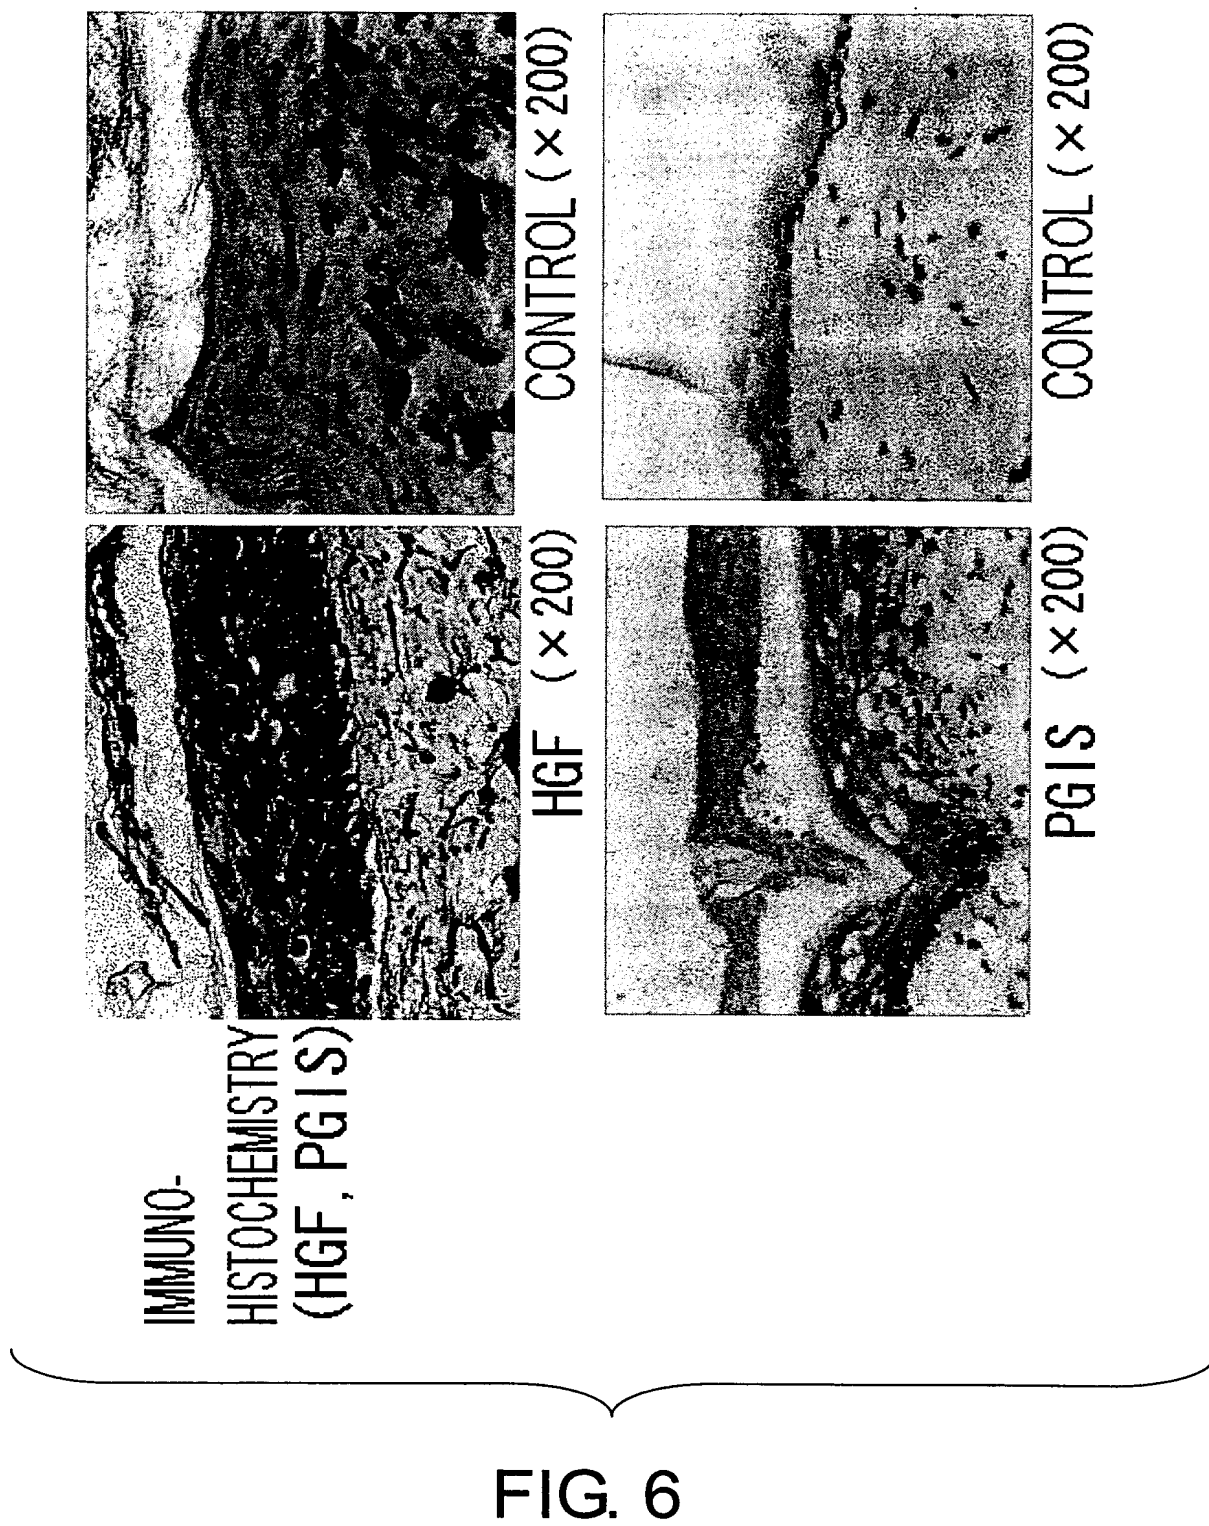 IMMUNO-
HISTOCHEMISTRY
(HGF, PGIS)
HGF (×200)
CONTROL (×200)
PGIS (×200)
CONTROL (×200)
FIG. 6